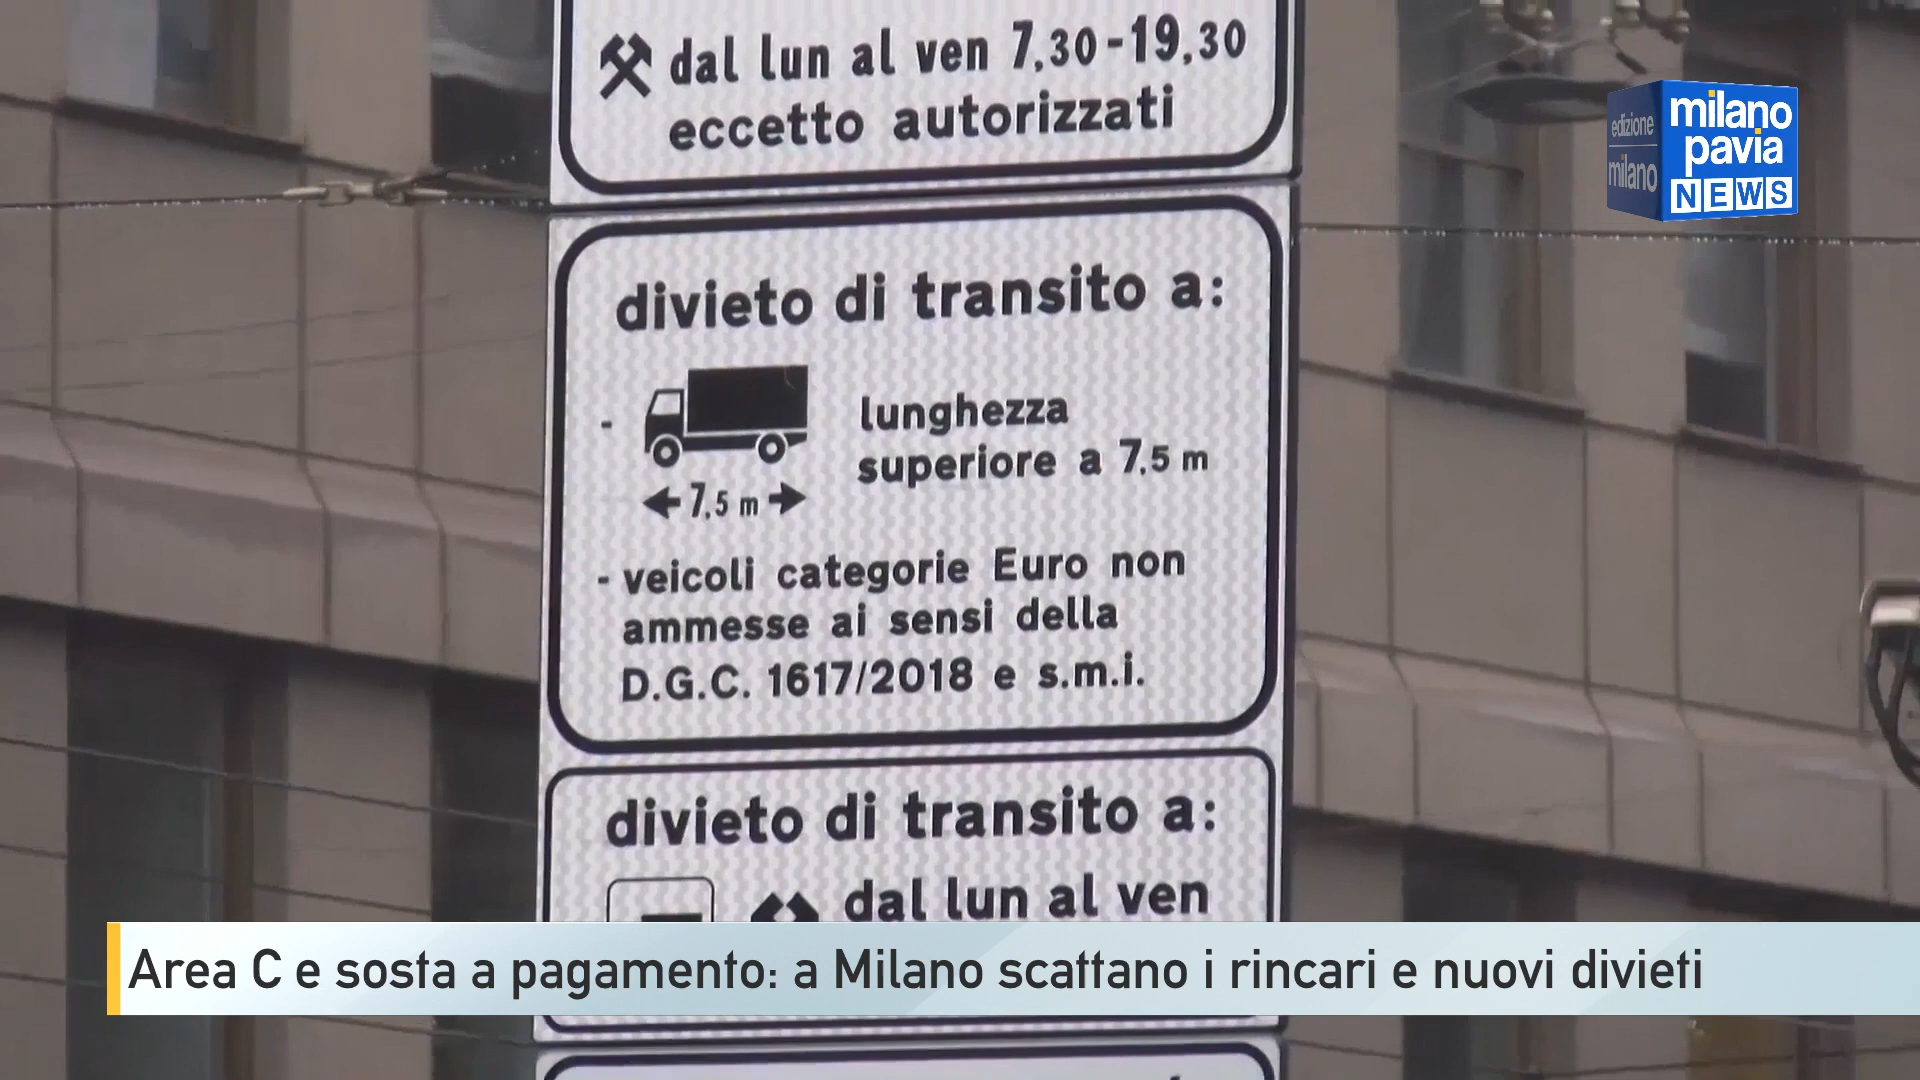 dal lun al ven 7,30-19,30
eccetto autorizzati
edizione
milano
milano
pavia
NEWS
divieto di transito a:
- lunghezza
superiore a 7,5 m
7,5 m
- veicoli categorie Euro non
ammesse ai sensi della
D.G.C. 1617/2018 e s.m.i.
divieto di transito a:
dal lun al ven
Area C e sosta a pagamento: a Milano scattano i rincari e nuovi divieti